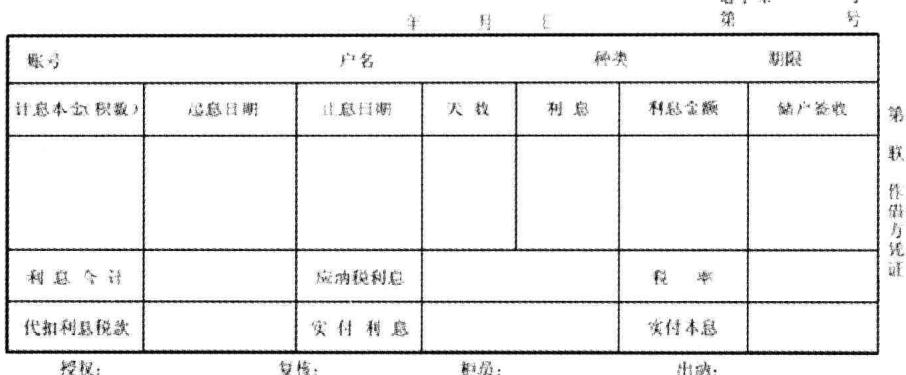 年 月 日
第 号
账号 户名 种类 期限
计息本金(积数) 起息日期 止息日期 天数 利息 利息金额 储户签收
利息合计 应纳税利息 税率
代扣利息税款 实付利息 实付本息
授权: 复核: 柜员: 出纳:
第 联 作借方凭证